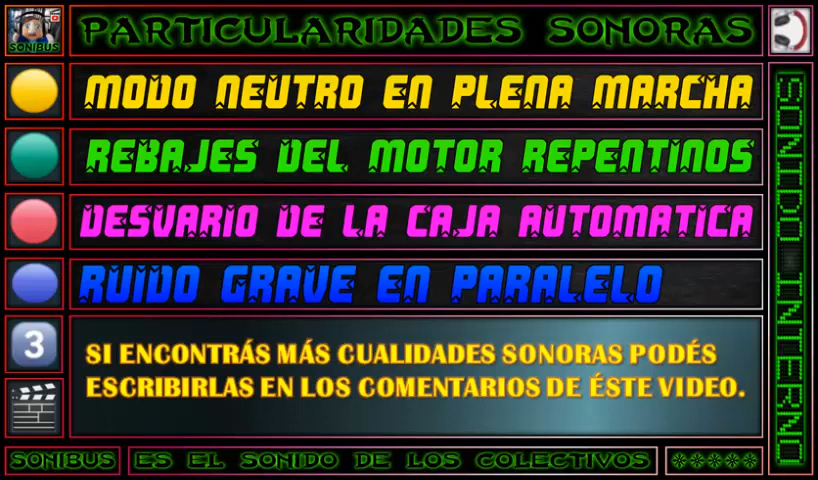 SONIBUS
PARTICULARIDADES SONORAS
MODO NEUTRO EN PLENA MARCHA
REBAJES DEL MOTOR REPENTINOS
DESVARIO DE LA CAJA AUTOMATICA
RUIDO GRAVE EN PARALELO
3
SI ENCONTRÁS MÁS CUALIDADES SONORAS PODÉS
ESCRIBIRLAS EN LOS COMENTARIOS DE ÉSTE VIDEO.
SONIDO INTERNO
SONIBUS
ES EL SONIDO DE LOS COLECTIVOS
*****